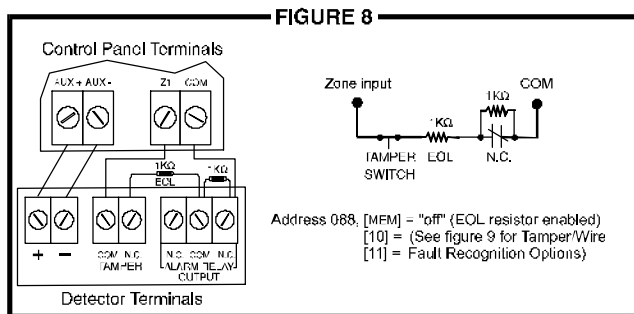 FIGURE 8
Control Panel Terminals
AUX + AUX -
Z1 COM
1KΩ
EOL
1KΩ
+ -
COM N.C.
TAMPER
N.C. COM N.C.
ALARM RELAY
OUTPUT
Detector Terminals
Zone input
COM
1KΩ
1KΩ
TAMPER
SWITCH
EOL
N.C.
Address 088, [MEM] = "off" (EOL resistor enabled)
[10] = (See figure 9 for Tamper/Wire
[11] = Fault Recognition Options)